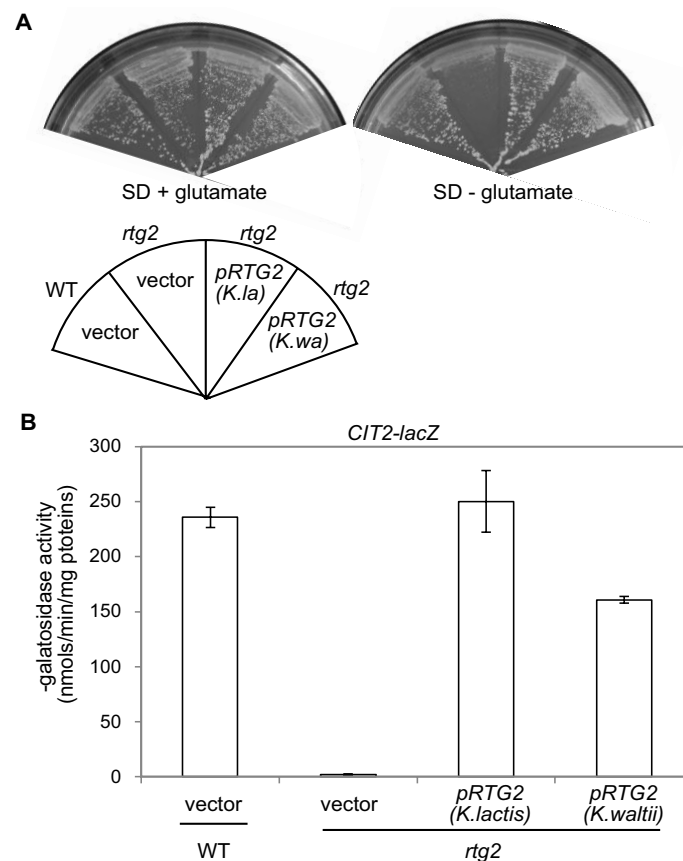 A
SD + glutamate
SD - glutamate
rtg2
rtg2
WT
vector
pRTG2
(K.la)
rtg2
vector
pRTG2
(K.wa)
B
CIT2-lacZ
-galatosidase activity
(nmols/min/mg ptoteins)
300
250
200
150
100
50
0
vector
vector
pRTG2
(K.lactis)
pRTG2
(K.waltii)
WT
rtg2